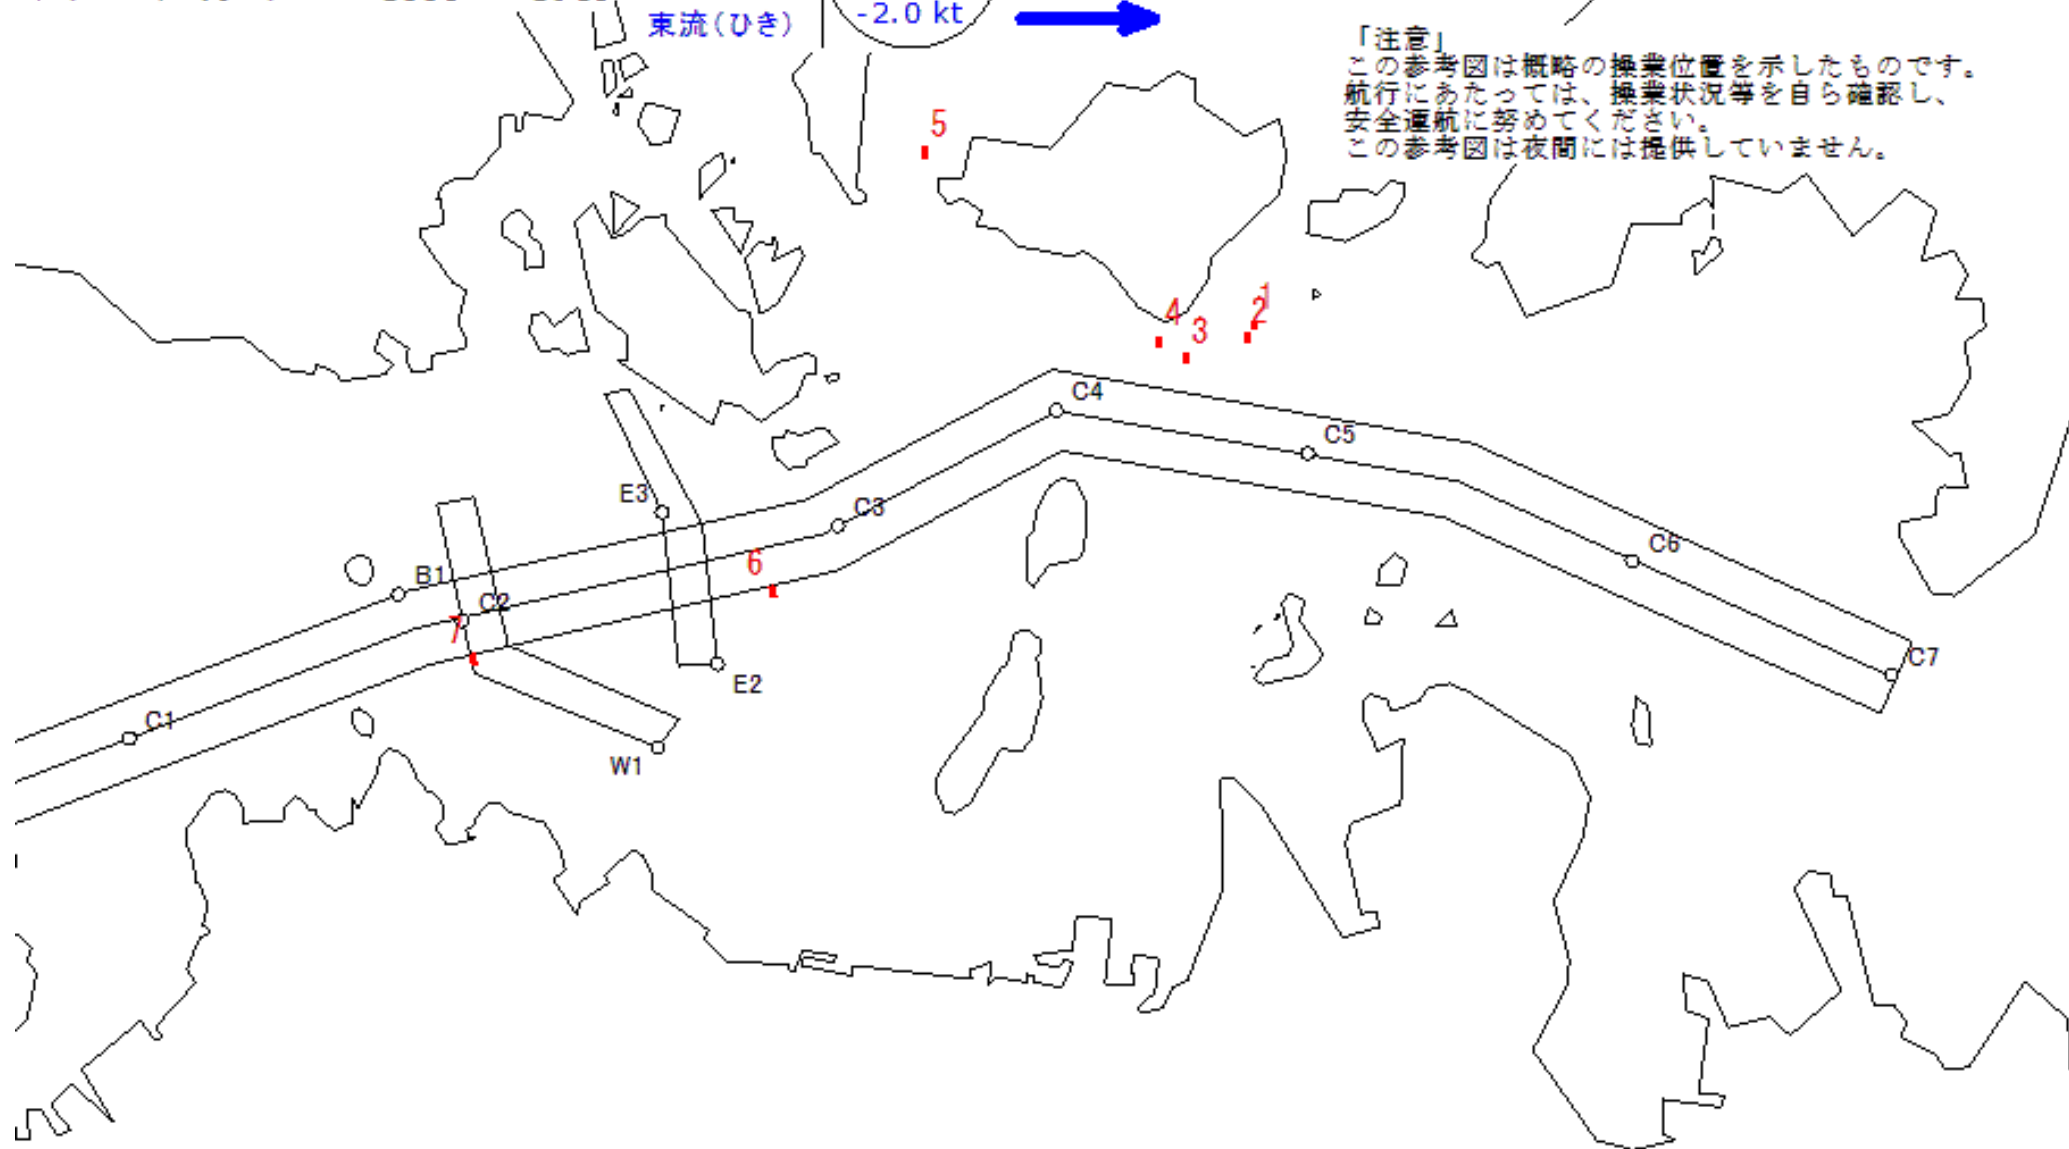 東流(ひき)
-2.0 kt
「注意」
この参考図は概略の操業位置を示したものです。
航行にあたっては、操業状況等を自ら確認し、
安全運航に努めてください。
この参考図は夜間には提供していません。
5
1
4
2
3
C4
C5
E3
C3
C6
6
B1
C2
7
C7
E2
C1
W1